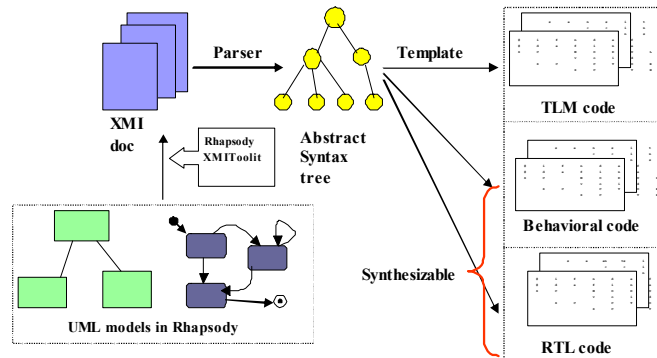 Parser
Template
XMI
doc
Rhapsody
XMIToolit
Abstract
Syntax
tree
TLM code
Behavioral code
Synthesizable
UML models in Rhapsody
RTL code